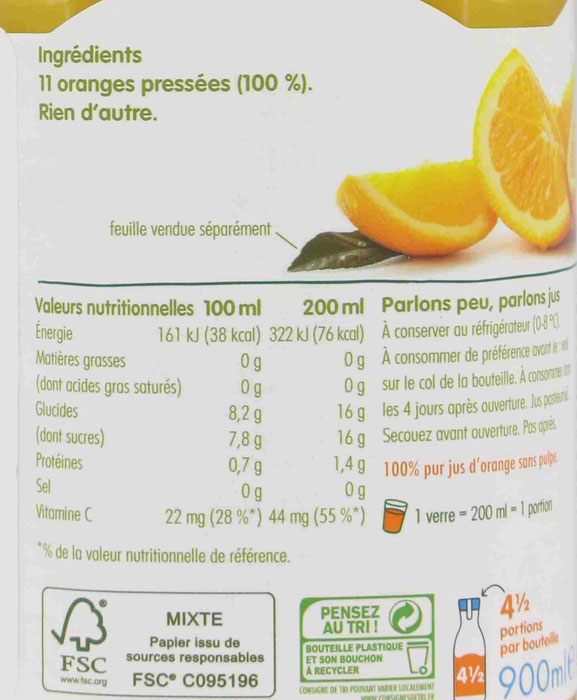 Ingrédients
11 oranges pressées (100 %).
Rien d'autre.
feuille vendue séparément
Valeurs nutritionnelles 100 ml 200 ml
Énergie 161 kJ (38 kcal) 322 kJ (76 kcal)
Matières grasses 0 g 0 g
(dont acides gras saturés) 0 g 0 g
Glucides 8,2 g 16 g
(dont sucres) 7,8 g 16 g
Protéines 0,7 g 1,4 g
Sel 0 g 0 g
Vitamine C 22 mg (28 %*) 44 mg (55 %*)
*% de la valeur nutritionnelle de référence.
Parlons peu, parlons jus
À conserver au réfrigérateur (0-8°C).
À consommer de préférence avant le :
sur le col de la bouteille. À consommer
les 4 jours après ouverture. Jus pasteurisé.
Secouez avant ouverture. Pas après.
100% pur jus d'orange sans pulpe.
1 verre = 200 ml = 1 portion
FSC
www.fsc.org
MIXTE
Papier issu de
sources responsables
FSC® C095196
PENSEZ
AU TRI !
BOUTEILLE PLASTIQUE
ET SON BOUCHON
À RECYCLER
CONSIGNE DE TRI POUVANT VARIER LOCALEMENT
WWW.CONSIGNESDETRI.FR
4½
portions
par bouteille
4½
900ml